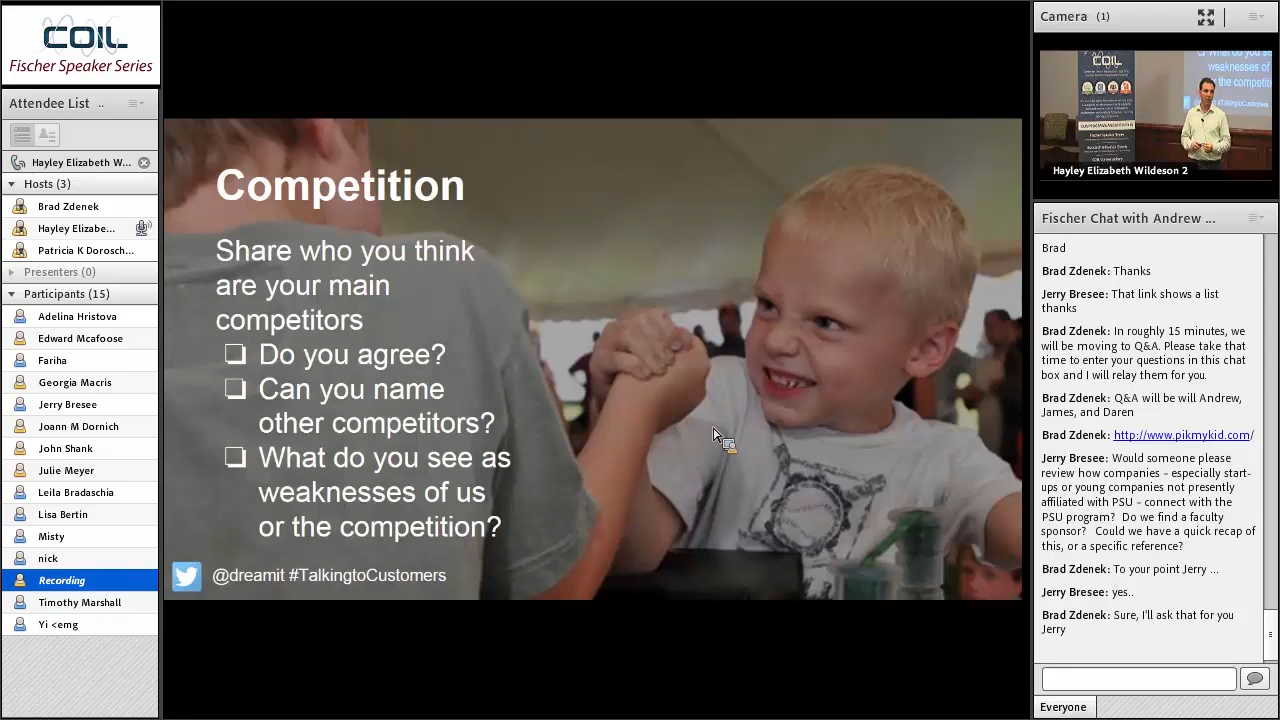 COIL
Fischer Speaker Series
Attendee List ..
Hayley Elizabeth W...
Hosts (3)
Brad Zdenek
Hayley Elizabe...
Patricia K Dorosch...
Presenters (0)
Participants (15)
Adelina Hristova
Edward Mcafoose
Fariha
Georgia Macris
Jerry Bresee
Joann M Dornich
John Shank
Julie Meyer
Leila Bradaschia
Lisa Bertin
Misty
nick
Recording
Timothy Marshall
Yi <emg
Competition
Share who you think
are your main
competitors
❏ Do you agree?
❏ Can you name
other competitors?
❏ What do you see as
weaknesses of us
or the competition?
@dreamit #TalkingtoCustomers
Camera (1)
COIL
What do you se
weaknesses of
the competiti
#TalkingtoCustomers
Hayley Elizabeth Wildeson 2
Fischer Chat with Andrew ...
Brad
Brad Zdenek: Thanks
Jerry Bresee: That link shows a list
thanks
Brad Zdenek: In roughly 15 minutes, we
will be moving to Q&A. Please take that
time to enter your questions in this chat
box and I will relay them for you.
Brad Zdenek: Q&A will be will Andrew,
James, and Daren
Brad Zdenek: http://www.pikmykid.com/
Jerry Bresee: Would someone please
review how companies - especially start-
ups or young companies not presently
affiliated with PSU - connect with the
PSU program? Do we find a faculty
sponsor? Could we have a quick recap of
this, or a specific reference?
Brad Zdenek: To your point Jerry ...
Jerry Bresee: yes..
Brad Zdenek: Sure, I'll ask that for you
Jerry
Everyone